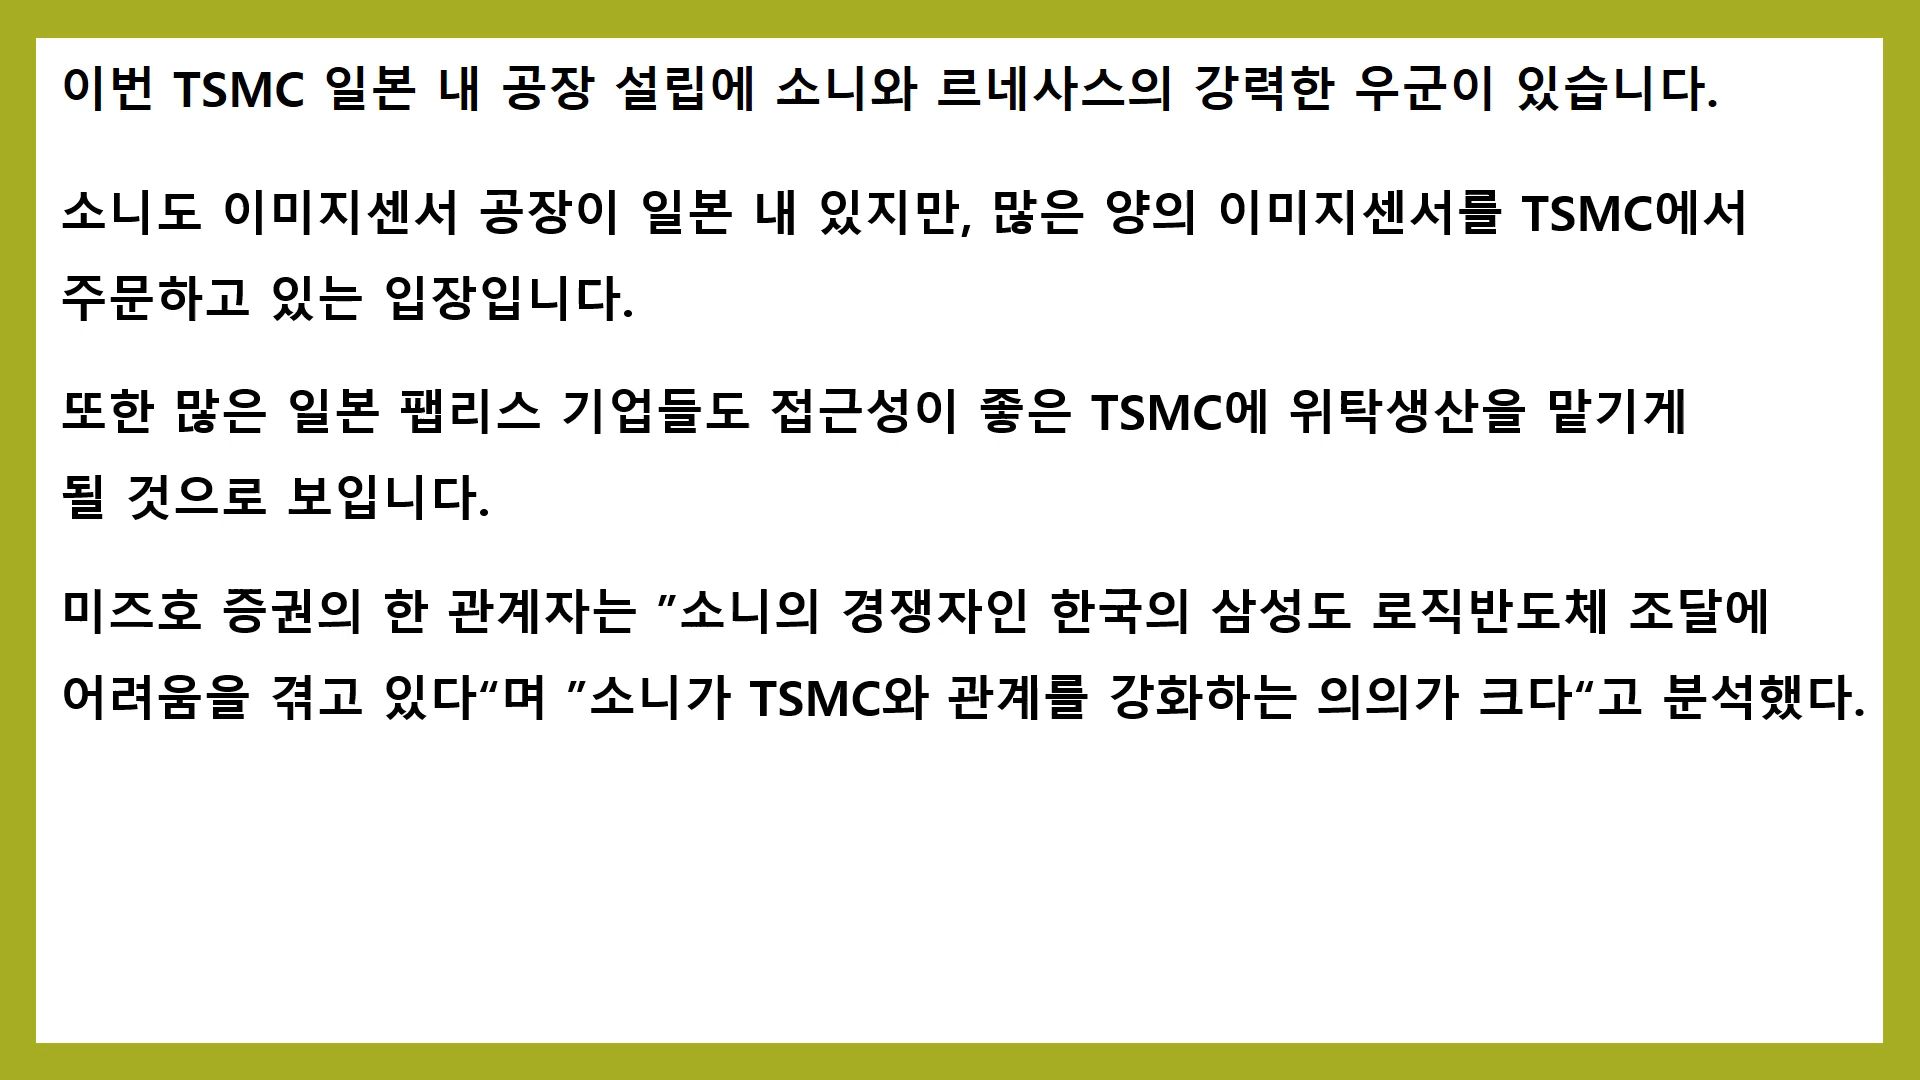 이번 TSMC 일본 내 공장 설립에 소니와 르네사스의 강력한 우군이 있습니다.
소니도 이미지센서 공장이 일본 내 있지만, 많은 양의 이미지센서를 TSMC에서
주문하고 있는 입장입니다.
또한 많은 일본 팹리스 기업들도 접근성이 좋은 TSMC에 위탁생산을 맡기게
될 것으로 보입니다.
미즈호 증권의 한 관계자는 ”소니의 경쟁자인 한국의 삼성도 로직반도체 조달에
어려움을 겪고 있다“며 ”소니가 TSMC와 관계를 강화하는 의의가 크다“고 분석했다.